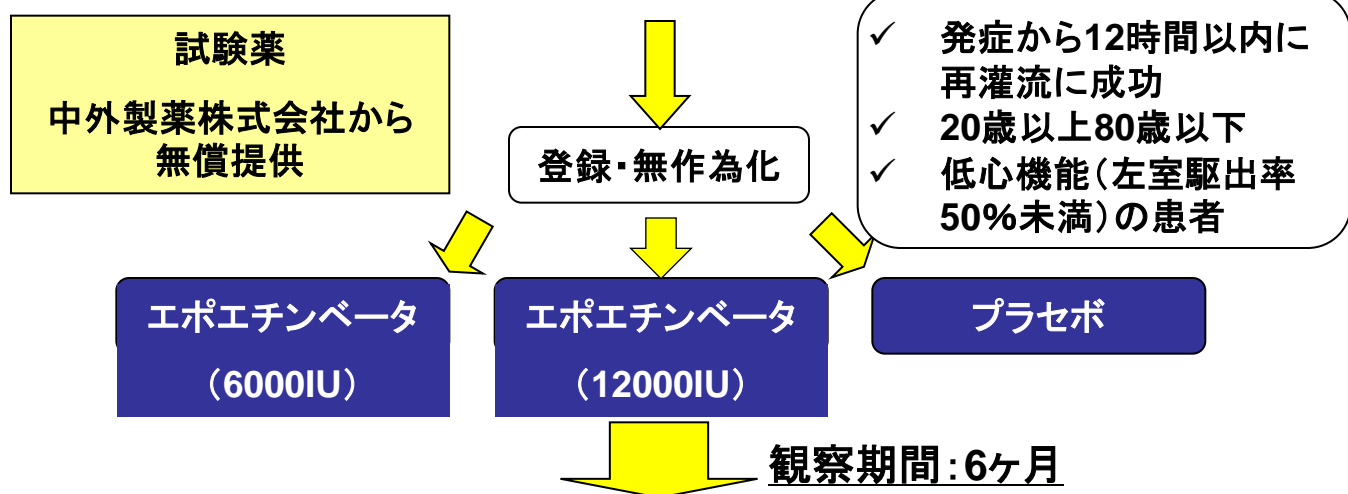 試験薬
中外製薬株式会社から
無償提供
✓ 発症から12時間以内に
再灌流に成功
✓ 20歳以上80歳以下
✓ 低心機能（左室駆出率
50%未満）の患者
登録・無作為化
エポエチンベータ
（6000IU）
エポエチンベータ
（12000IU）
プラセボ
観察期間：6ヶ月